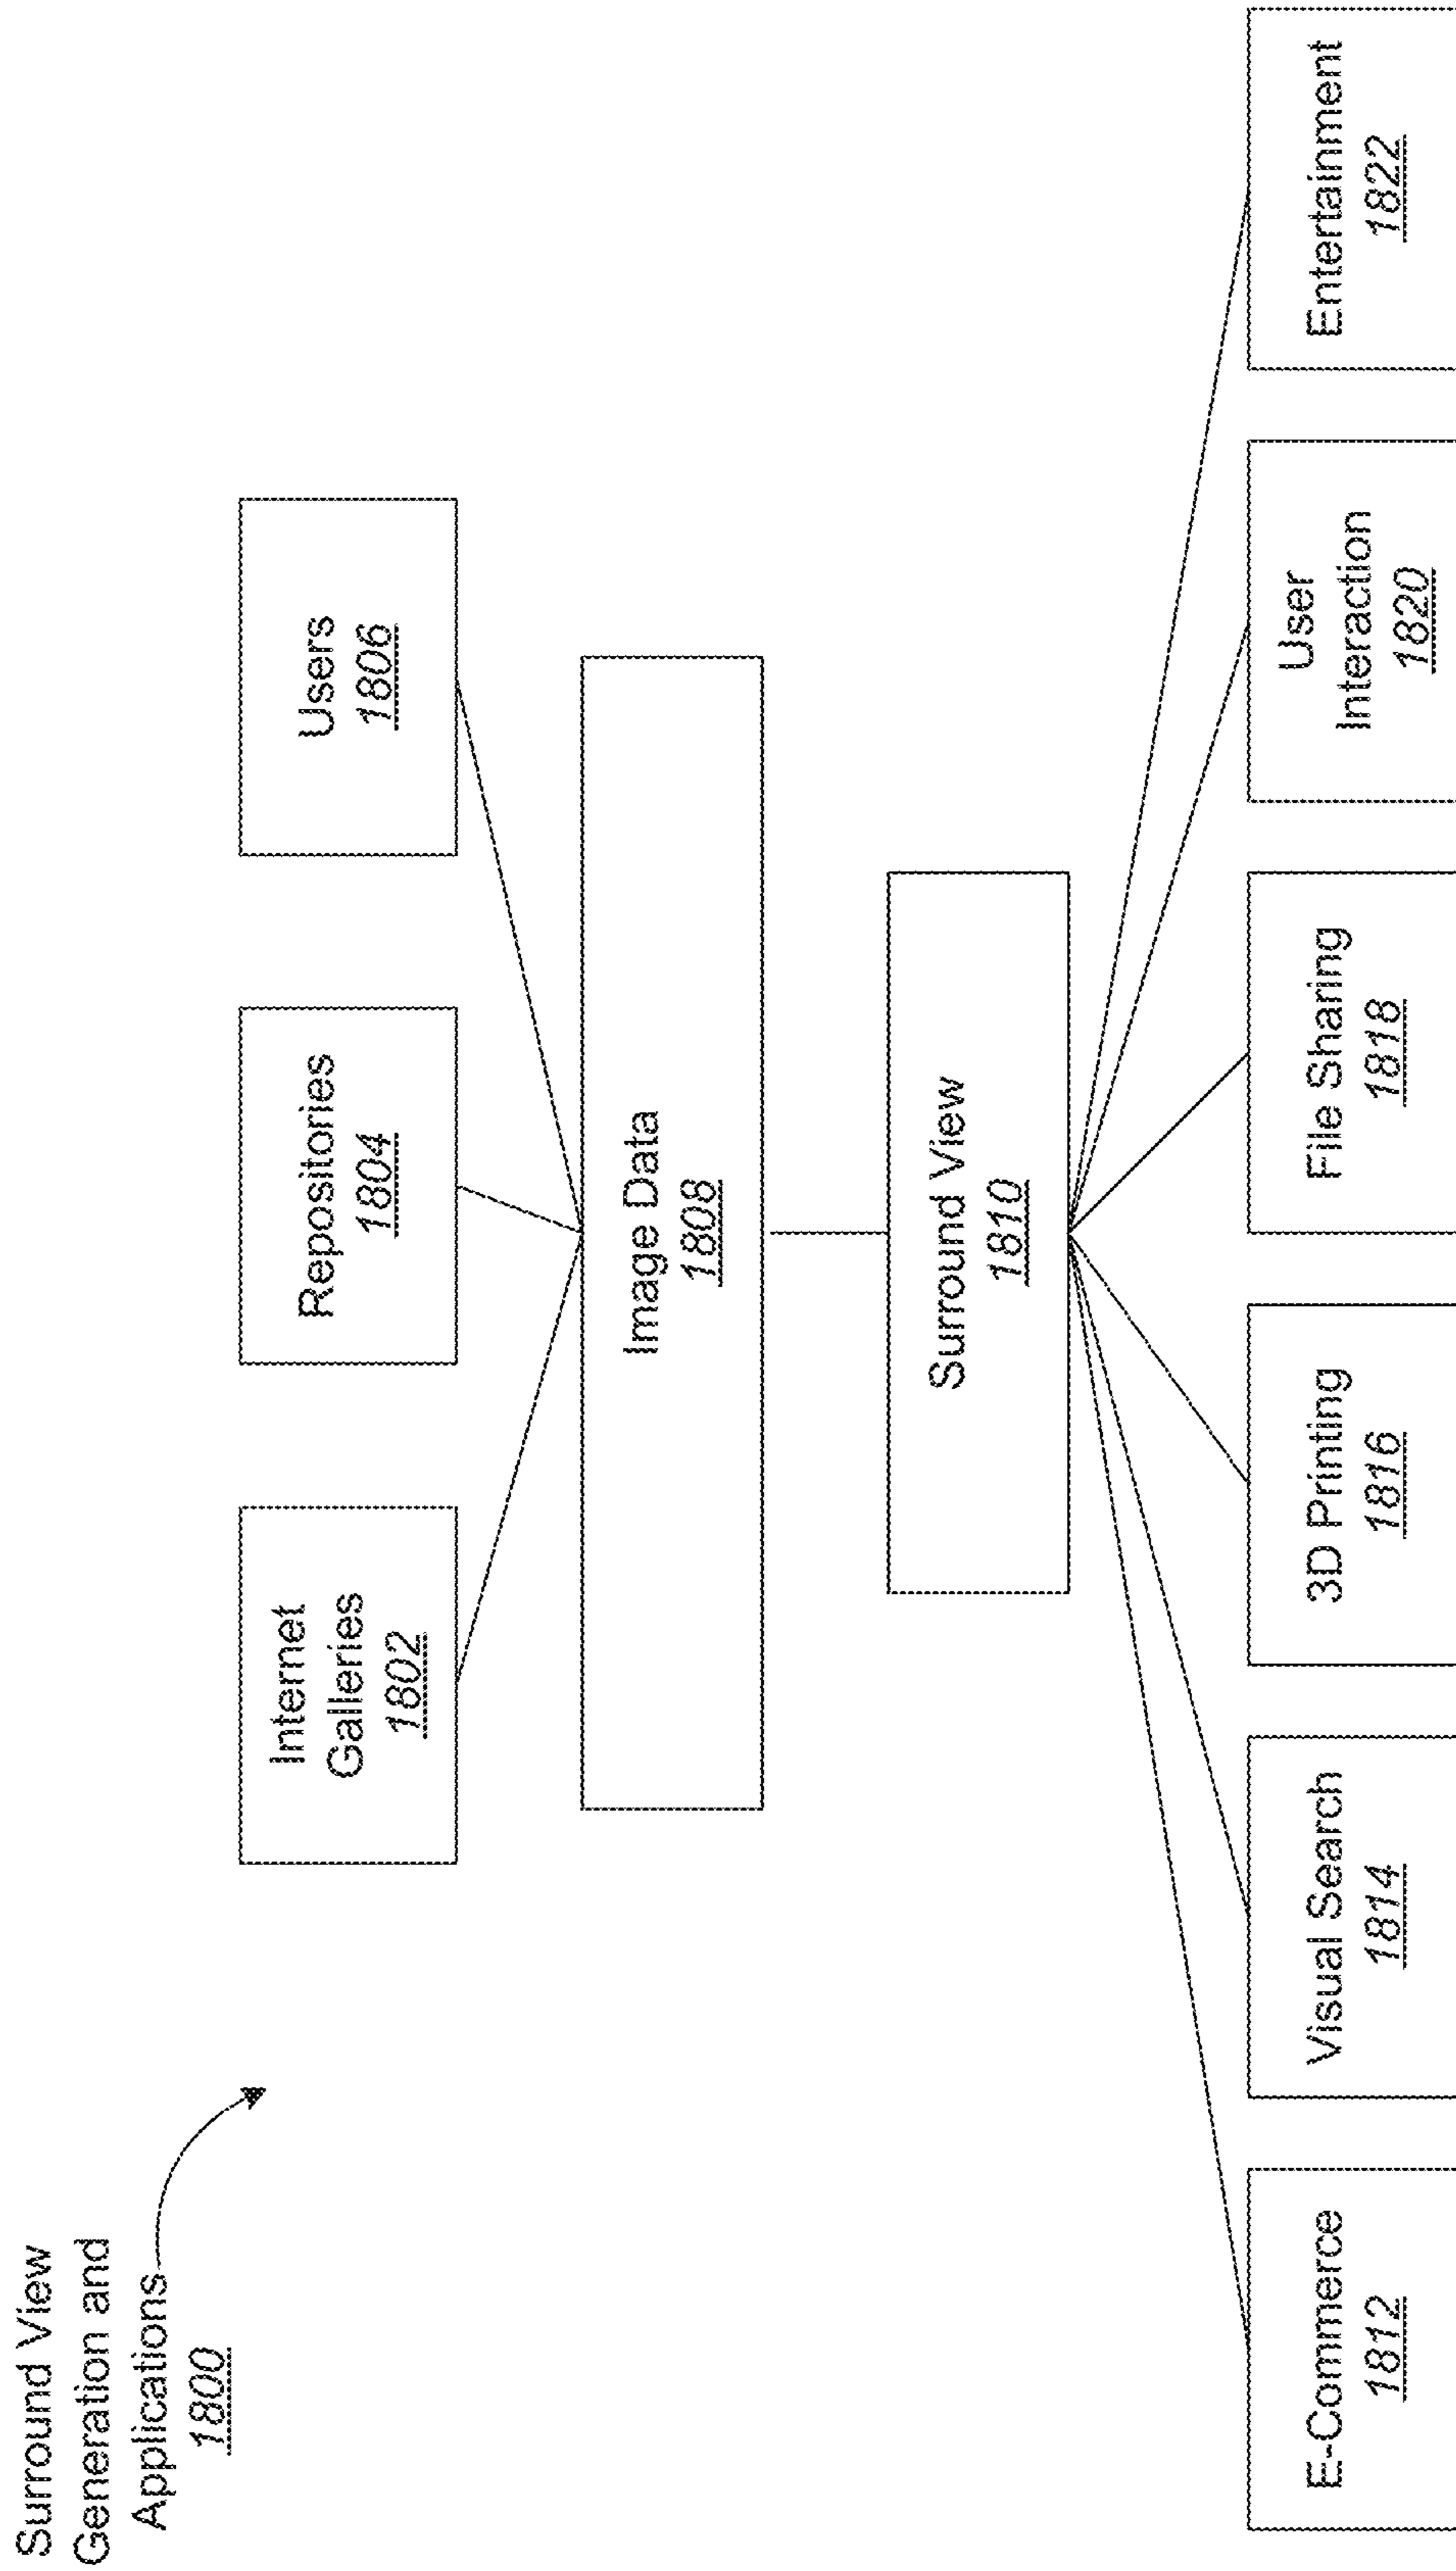 Surround View
Generation and
Applications
1800
Internet
Galleries
1802
Repositories
1804
Users
1806
Image Data
1808
Surround View
1810
E-Commerce
1812
Visual Search
1814
3D Printing
1816
File Sharing
1818
User
Interaction
1820
Entertainment
1822